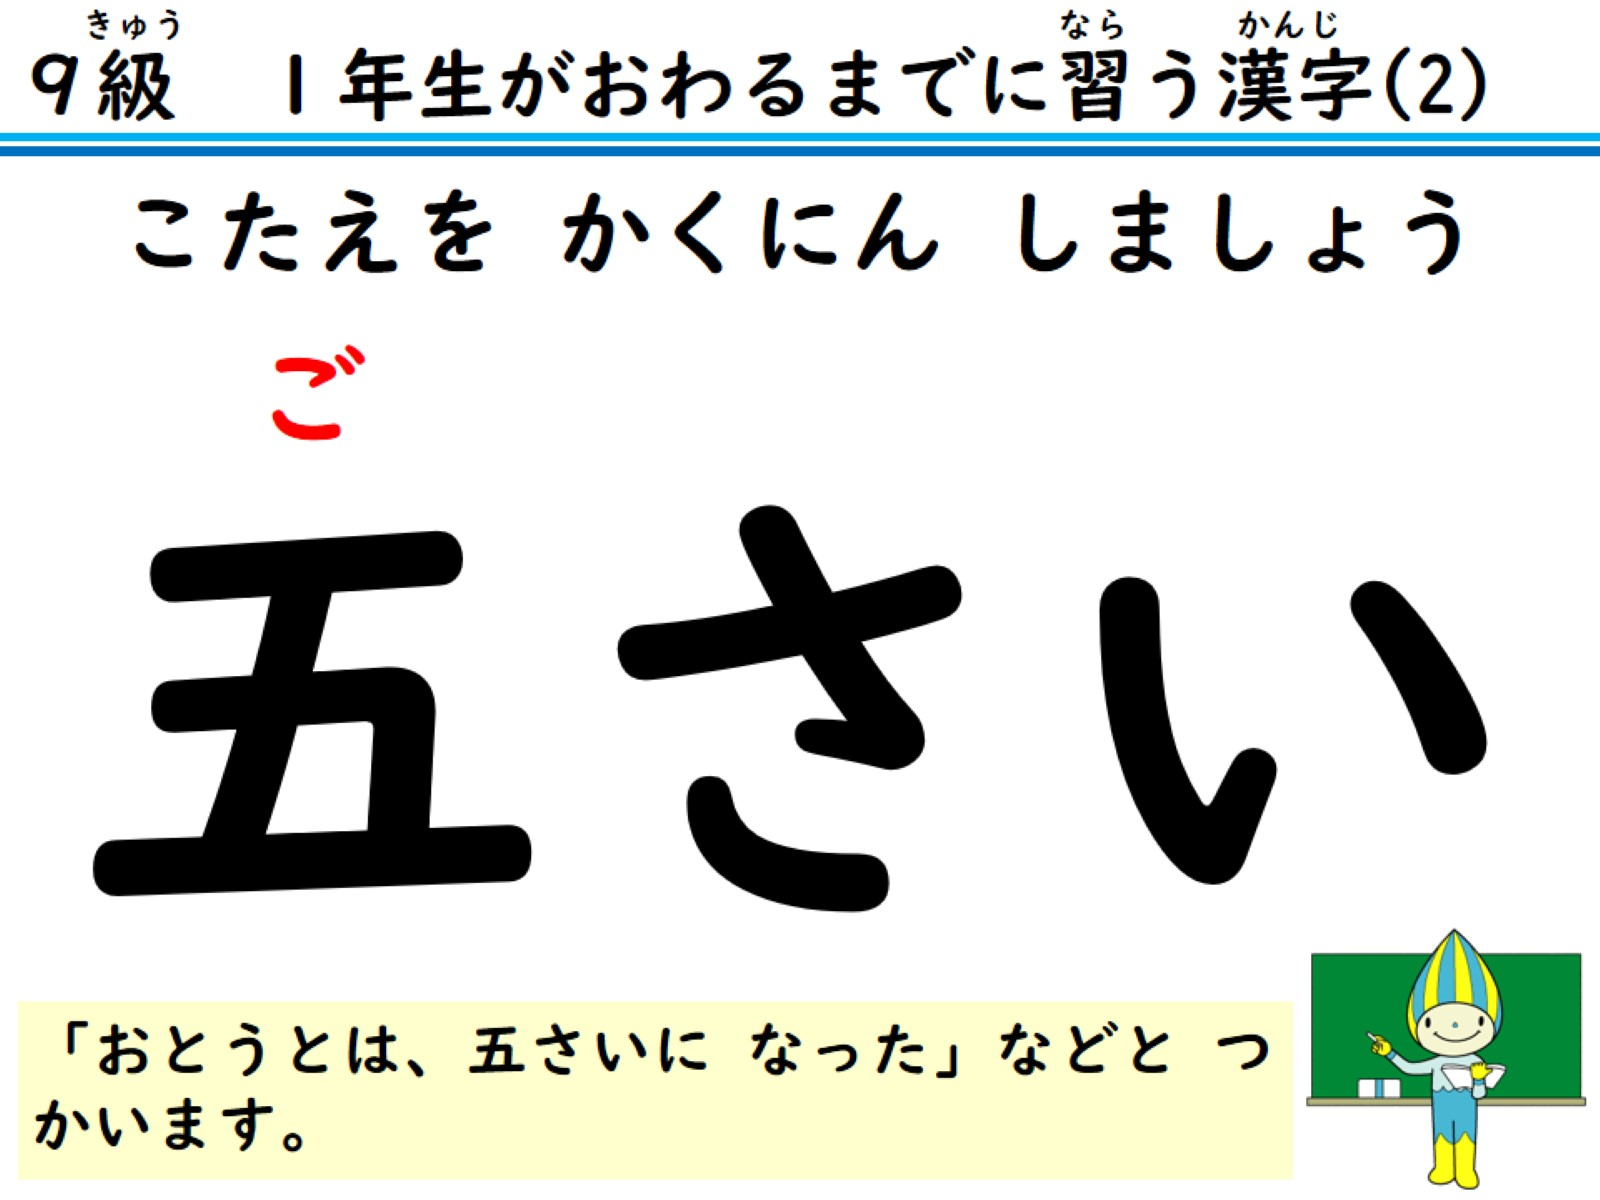 きゅう なら かんじ
9級 1年生がおわるまでに習う漢字(2)
こたえを かくにん しましょう
ご
五さい
「おとうとは、五さいに なった」などと つ
かいます。